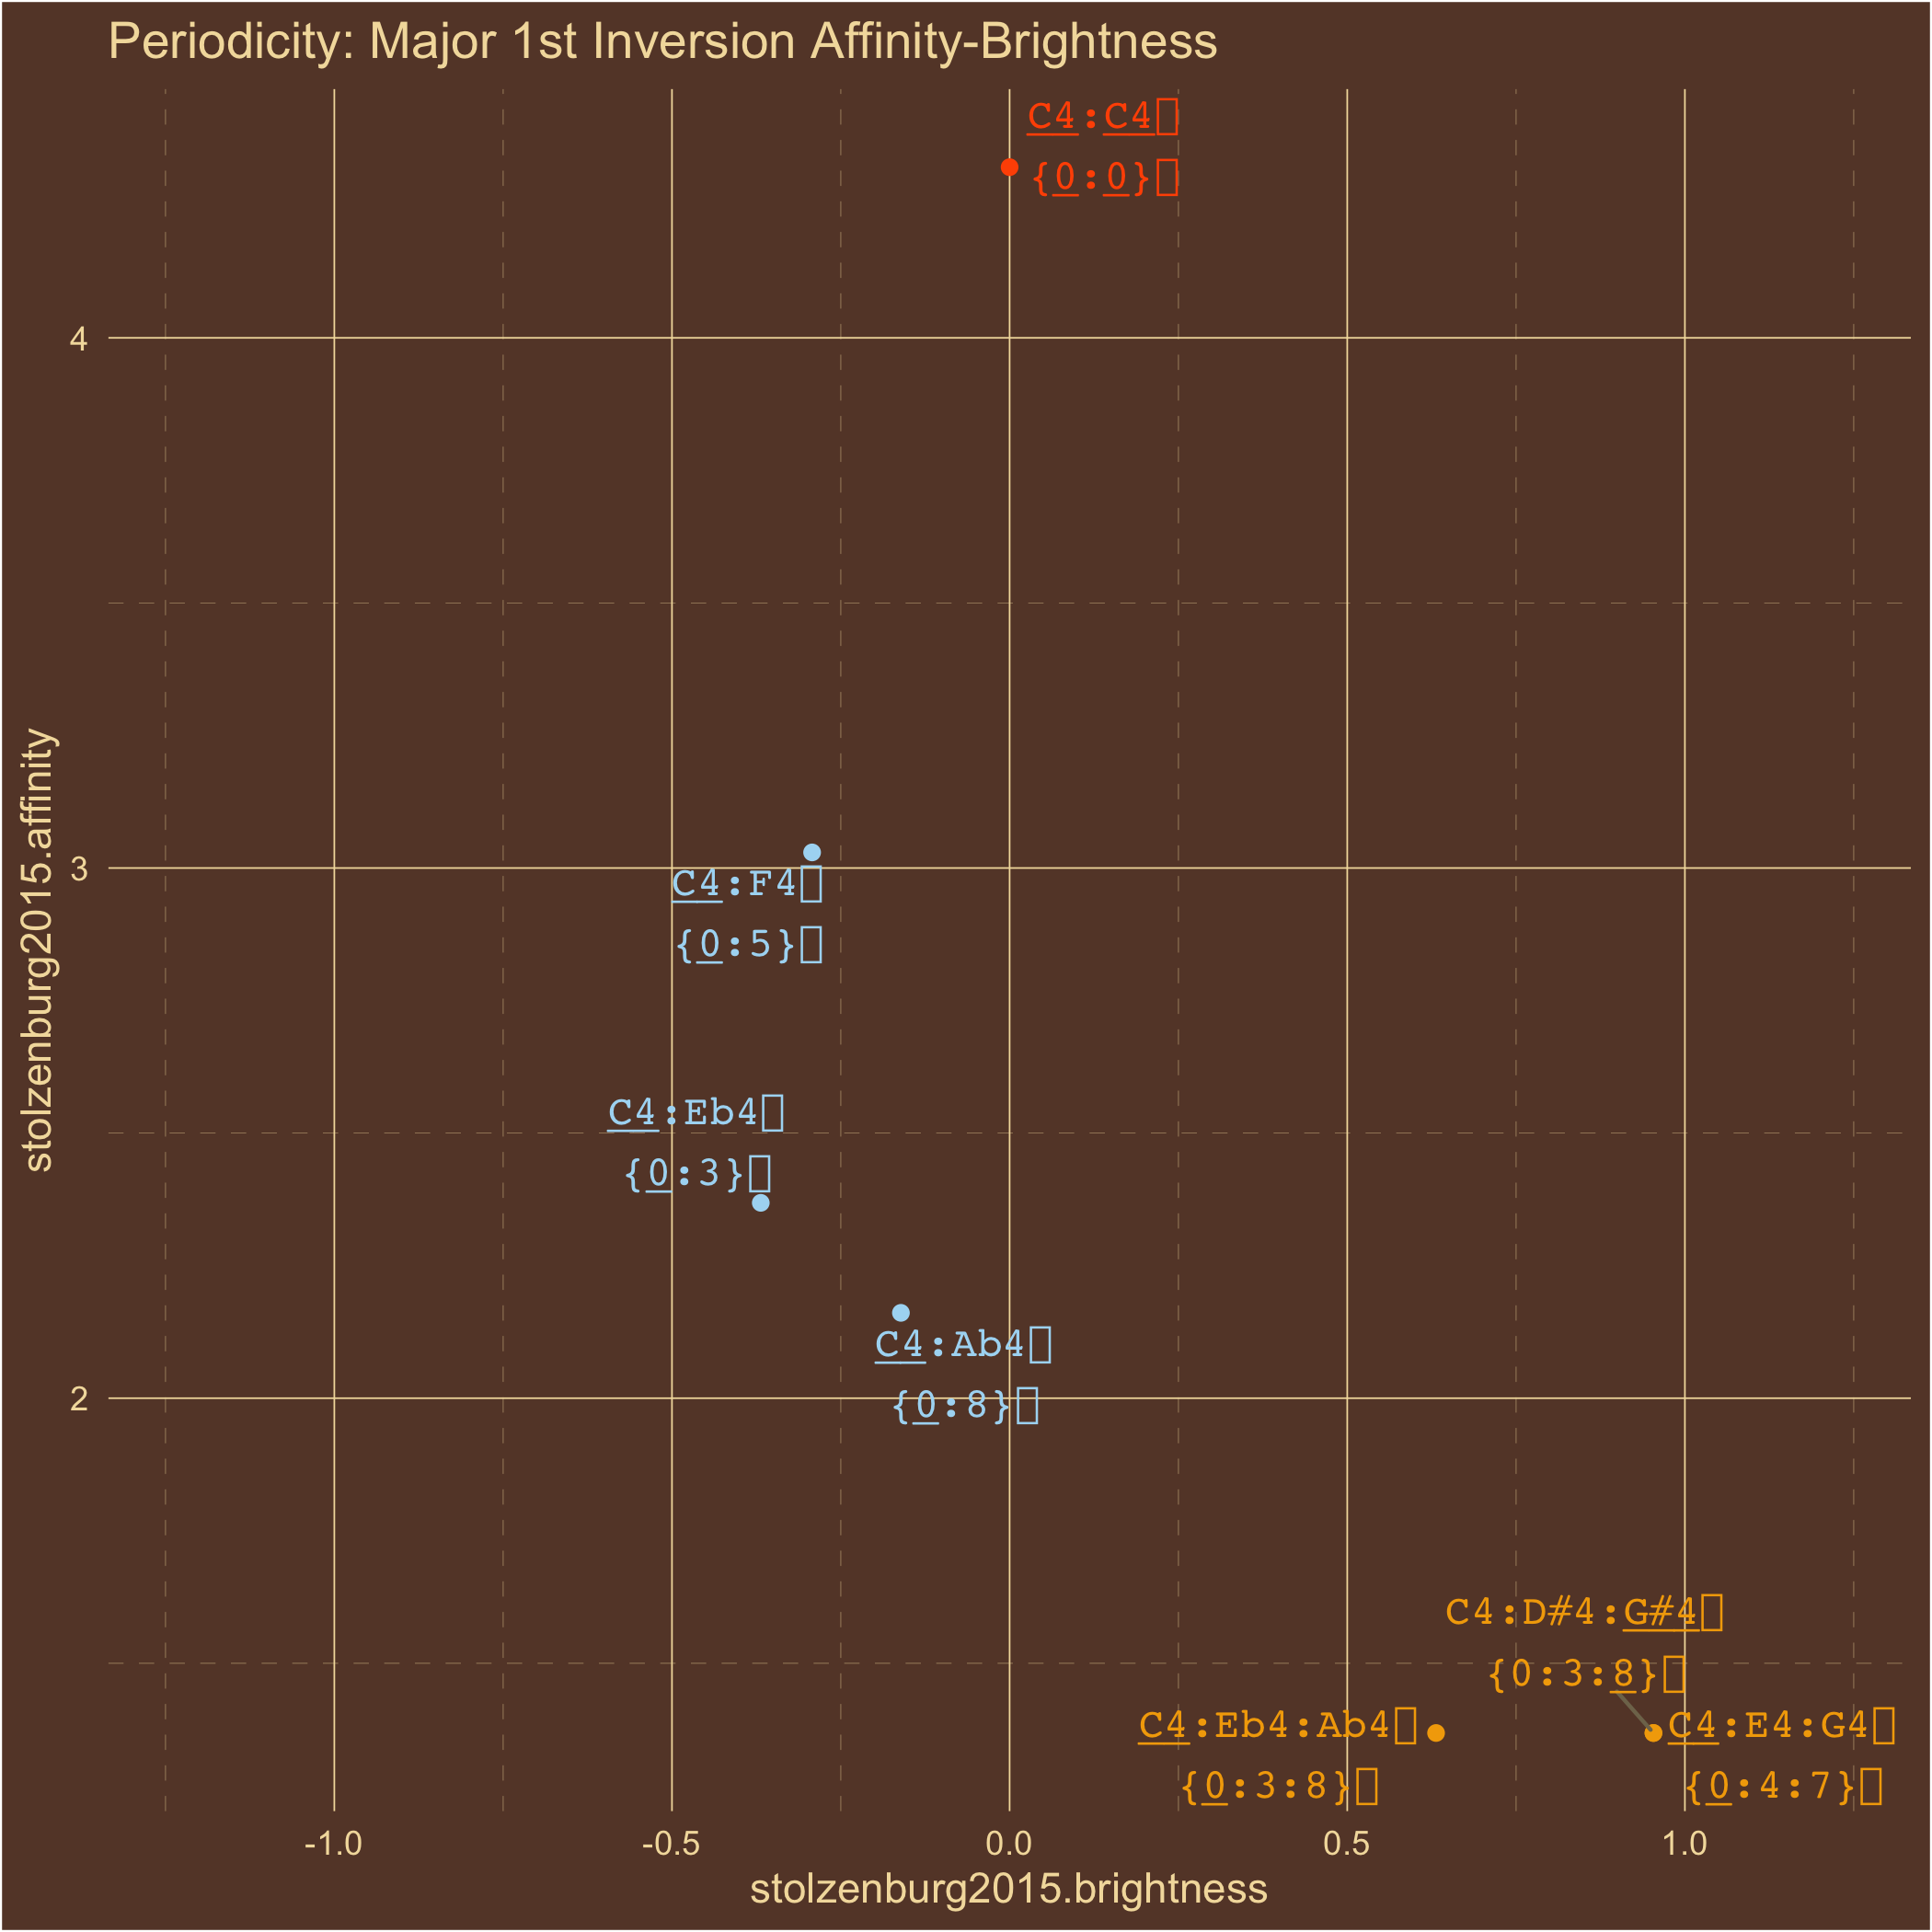 Periodicity: Major 1st Inversion Affinity-Brightness
C4:C4
{0:0}
4
3
2
stolzenburg2015.affinity
C4:F4
{0:5}
C4:Eb4
{0:3}
C4:Ab4
{0:8}
C4:D#4:G#4
{0:3:8}
C4:Eb4:Ab4
{0:3:8}
C4:E4:G4
{0:4:7}
-1.0
-0.5
0.0
0.5
1.0
stolzenburg2015.brightness